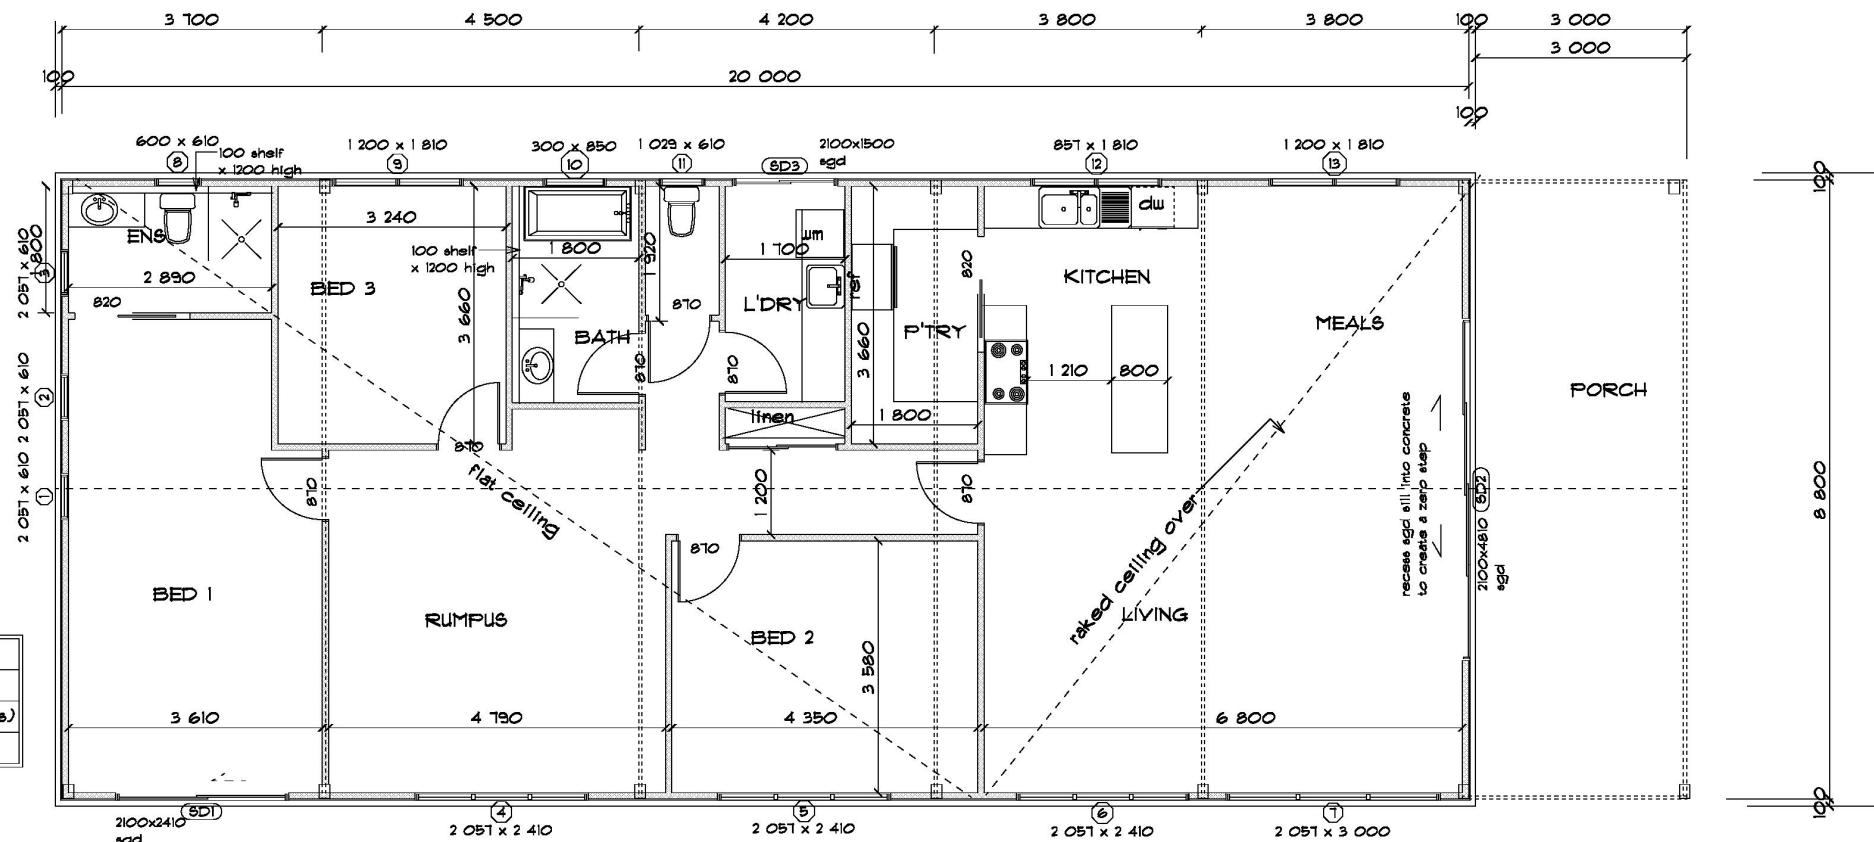 3 700
4 500
4 200
3 800
3 800
100
3 000
3 000
100
20 000
100
600 x 610
8
100 shelf
x 1200 high
1 200 x 1 810
9
300 x 850
10
1 029 x 610
11
2100x1500
sgd
SD3
857 x 1 810
12
1 200 x 1 810
13
100
ENS
2 890
820
1 800
2 057 x 610
3
2 057 x 610
2
2 057 x 610
1
3 240
BED 3
3 660
870
100 shelf
x 1200 high
1 800
BATH
870
1 920
870
1 700
wm
L'DRY
870
linen
ref
3 660
P'TRY
1 800
820
dw
KITCHEN
1 210
800
MEALS
PORCH
870
flat ceiling
1 200
870
870
raked ceiling over
recess sgd sill into concrete
to create a zero step
SD2
2100x4810
sgd
8 800
BED 1
RUMPUS
BED 2
LIVING
3 580
3 610
4 790
4 350
6 800
s)
SD1
2100x2410
sgd
4
2 057 x 2 410
5
2 057 x 2 410
6
2 057 x 2 410
7
2 057 x 3 000
100